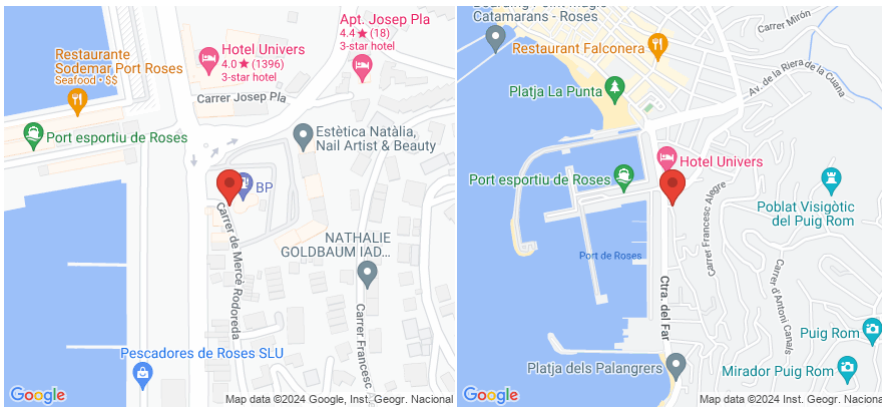 Apt. Josep Pla
4.4★(18)
3-star hotel
Hotel Univers
4.0★(1396)
3-star hotel
Restaurante
Sodemar Port Roses
Seafood • $$
Carrer Josep Pla
Port esportiu de Roses
Estètica Natàlia,
Nail Artist & Beauty
BP
Carrer de Mercè Rodoreda
NATHALIE
GOLDBAUM IAD...
Carrer Francesc
Pescadores de Roses SLU
Google
Map data ©2024 Google, Inst. Geogr. Nacional
Catamarans - Roses
Carrer Miró
Restaurant Falconera
Av. de la Riera de la Cuana
Platja La Punta
Hotel Univers
Port esportiu de Roses
Carrer Francesc Alegre
Poblat Visigòtic
del Puig Rom
Port de Roses
Ctra. del Far
Carrer d'Antoni Canals
Puig Rom
Platja dels Palangrers
Mirador Puig Rom
Google
Map data ©2024 Inst. Geogr. Nacional